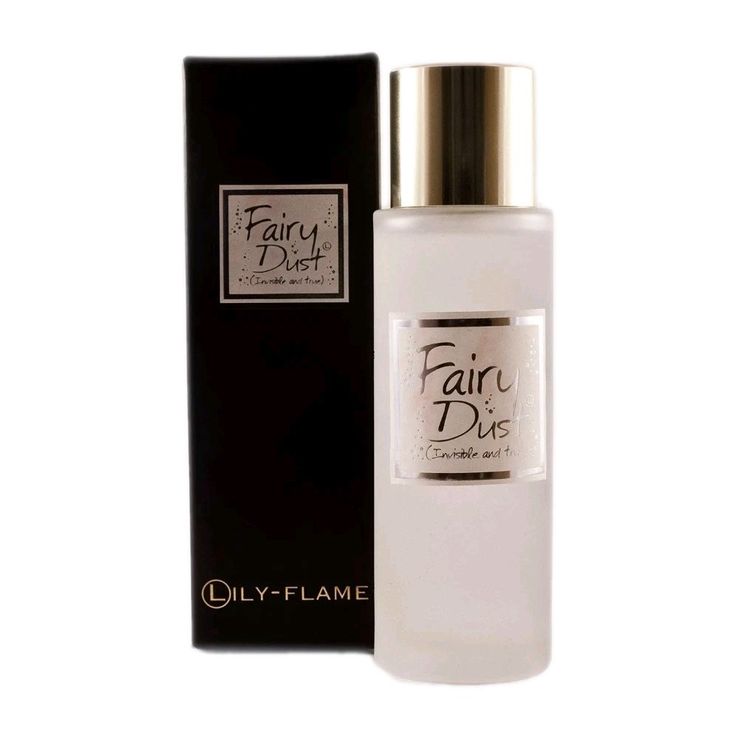 Fairy
Dust Ⓛ
(Invisible and true)
ⓁILY-FLAME
Fairy
Dust
(Invisible and